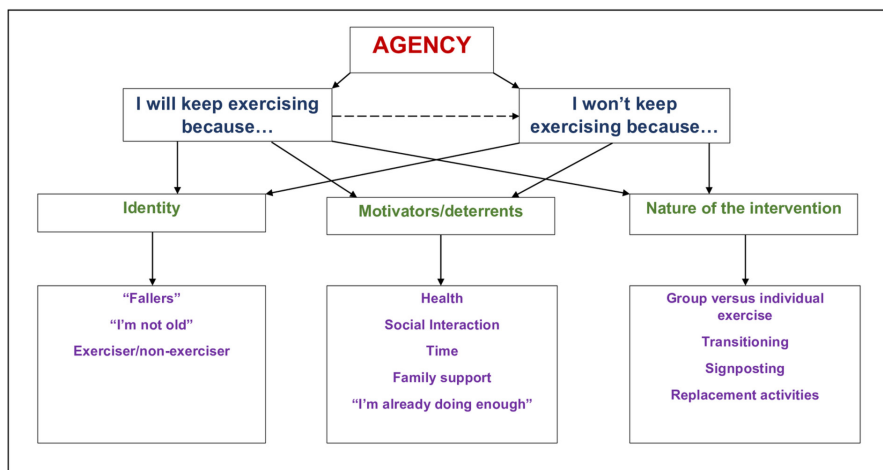 AGENCY
I will keep exercising
because…
I won’t keep
exercising because…
Identity
Motivators/deterrents
Nature of the intervention
“Fallers”
“I’m not old”
Exerciser/non-exerciser
Health
Social Interaction
Time
Family support
“I’m already doing enough”
Group versus individual
exercise
Transitioning
Signposting
Replacement activities